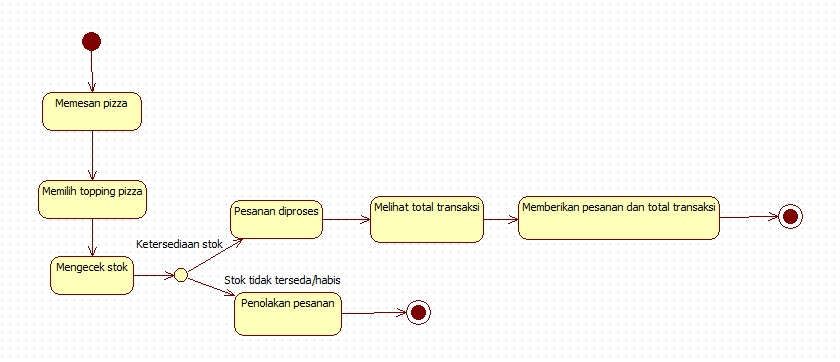 Memesan pizza
Memilih topping pizza
Mengecek stok
Ketersediaan stok
Pesanan diproses
Melihat total transaksi
Memberikan pesanan dan total transaksi
Stok tidak terseda/habis
Penolakan pesanan